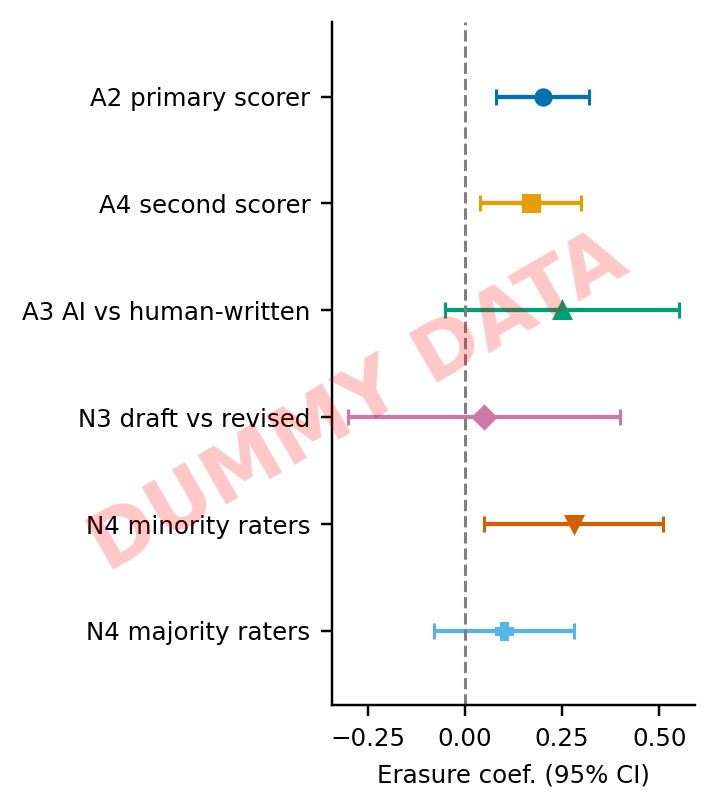 A2 primary scorer
A4 second scorer
A3 AI vs human-written
N3 draft vs revised
N4 minority raters
N4 majority raters
DUMMY DATA
−0.25 0.00 0.25 0.50
Erasure coef. (95% CI)